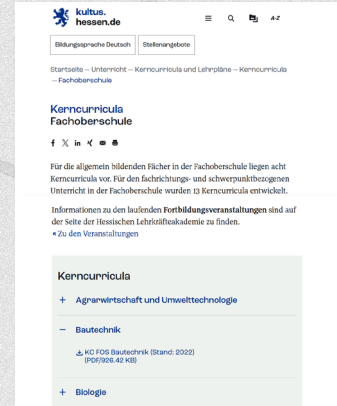 kultus.
hessen.de
A-Z
Bildungssprache Deutsch
Stellenangebote
Startseite – Unterricht – Kerncurricula und Lehrpläne – Kerncurricula
– Fachoberschule
Kerncurricula
Fachoberschule
Für die allgemein bildenden Fächer in der Fachoberschule liegen acht
Kerncurricula vor. Für den fachrichtungs- und schwerpunktbezogenen
Unterricht in der Fachoberschule wurden 13 Kerncurricula entwickelt.
Informationen zu den laufenden Fortbildungsveranstaltungen sind auf
der Seite der Hessischen Lehrkräfteakademie zu finden.
Zu den Veranstaltungen
Kerncurricula
+ Agrarwirtschaft und Umwelttechnologie
– Bautechnik
KC FOS Bautechnik (Stand: 2022)
(PDF/926.42 KB)
+ Biologie